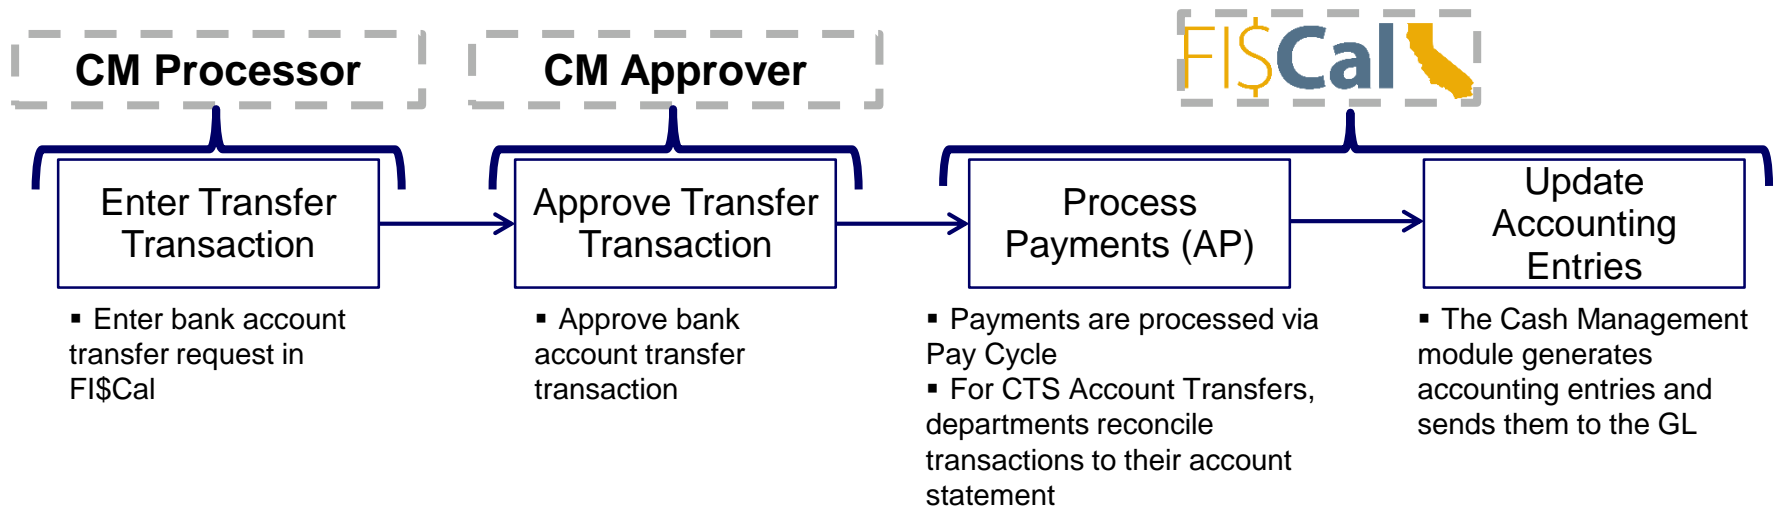 CM Processor
CM Approver
FI$Cal
Enter Transfer
Transaction
Approve Transfer
Transaction
Process
Payments (AP)
Update
Accounting
Entries
▪ Enter bank account
transfer request in
FI$Cal
▪ Approve bank
account transfer
transaction
▪ Payments are processed via
Pay Cycle
▪ For CTS Account Transfers,
departments reconcile
transactions to their account
statement
▪ The Cash Management
module generates
accounting entries and
sends them to the GL